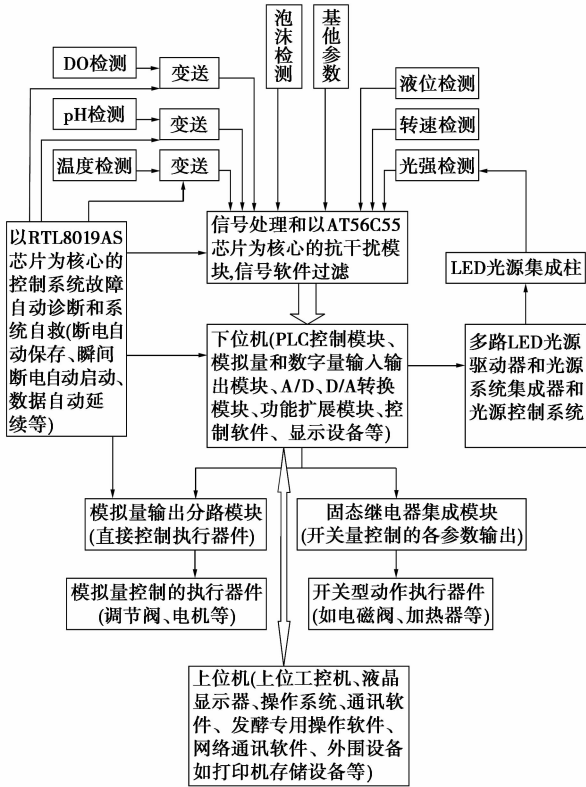 泡沫检测
基他参数
DO检测
变送
pH检测
变送
温度检测
变送
液位检测
转速检测
光强检测
以RTL8019AS
芯片为核心的
控制系统故障
自动诊断和系
统自救(断电自
动保存、瞬间
断电自动启动、
数据自动延
续等)
信号处理和以AT56C55
芯片为核心的抗干扰模
块,信号软件过滤
LED光源集成柱
下位机(PLC控制模块、
模拟量和数字量输入输
出模块、A/D、D/A转换
模块、功能扩展模块、控
制软件、显示设备等)
多路LED光源
驱动器和光源
系统集成器和
光源控制系统
模拟量输出分路模块
(直接控制执行器件)
固态继电器集成模块
(开关量控制的各参数输出)
模拟量控制的执行器件
(调节阀、电机等)
开关型动作执行器件
(如电磁阀、加热器等)
上位机(上位工控机、液晶
显示器、操作系统、通讯软
件、发酵专用操作软件、
网络通讯软件、外围设备
如打印机存储设备等)